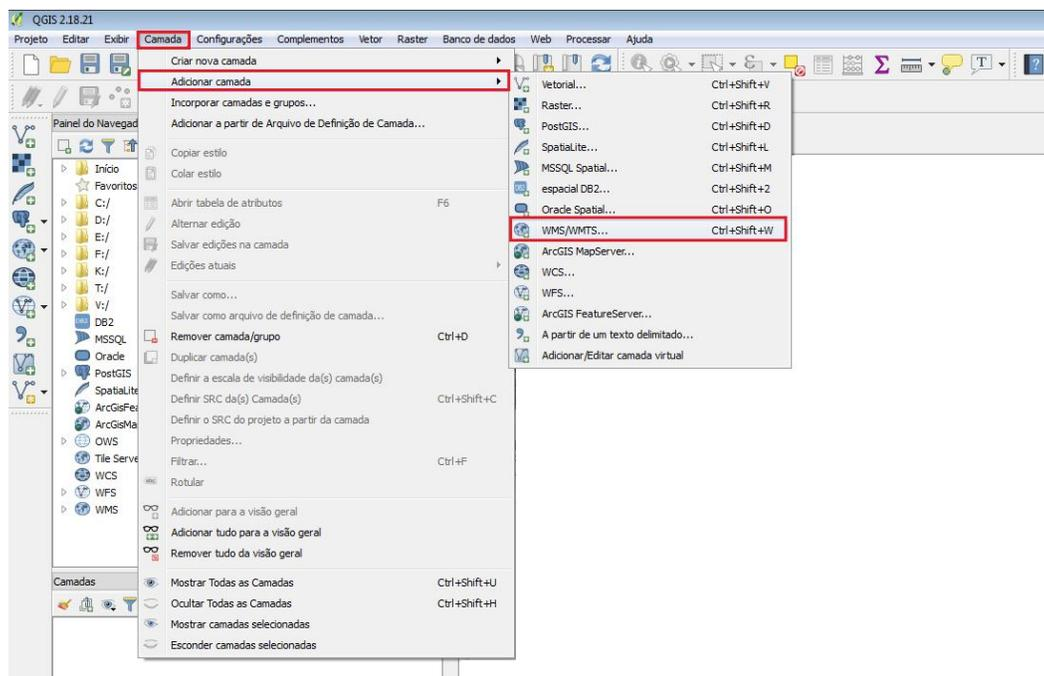 QGIS 2.18.21
Projeto Editar Exibir Camada Configurações Complementos Vetor Raster Banco de dados Web Processar Ajuda
Criar nova camada
Adicionar camada
Incorporar camadas e grupos...
Adicionar a partir de Arquivo de Definição de Camada...
Copiar estilo
Colar estilo
Abrir tabela de atributos F6
Alternar edição
Salvar edições na camada
Edições atuais
Salvar como...
Salvar como arquivo de definição de camada...
Remover camada/grupo Ctrl+D
Duplicar camada(s)
Definir a escala de visibilidade da(s) camada(s)
Definir SRC da(s) Camada(s) Ctrl+Shift+C
Definir o SRC do projeto a partir da camada
Propriedades...
Filtrar... Ctrl+F
abc Rotular
Adicionar para a visão geral
Adicionar tudo para a visão geral
Remover tudo da visão geral
Mostrar Todas as Camadas Ctrl+Shift+U
Ocultar Todas as Camadas Ctrl+Shift+H
Mostrar camadas selecionadas
Esconder camadas selecionadas
Vetorial... Ctrl+Shift+V
Raster... Ctrl+Shift+R
PostGIS... Ctrl+Shift+D
SpatiaLite... Ctrl+Shift+L
MSSQL Spatial... Ctrl+Shift+M
espacial DB2... Ctrl+Shift+2
Oracle Spatial... Ctrl+Shift+O
WMS/WMTS... Ctrl+Shift+W
ArcGIS MapServer...
WCS...
WFS...
ArcGIS FeatureServer...
A partir de um texto delimitado...
Adicionar/Editar camada virtual
Painel do Navegad
Início
Favoritos
C:/
D:/
E:/
F:/
K:/
T:/
V:/
DB2 DB2
MSSQL
Oracle
PostGIS
SpatiaLite
ArcGisFea
ArcGisMa
OWS
Tile Serve
WCS
WFS
WMS
Camadas